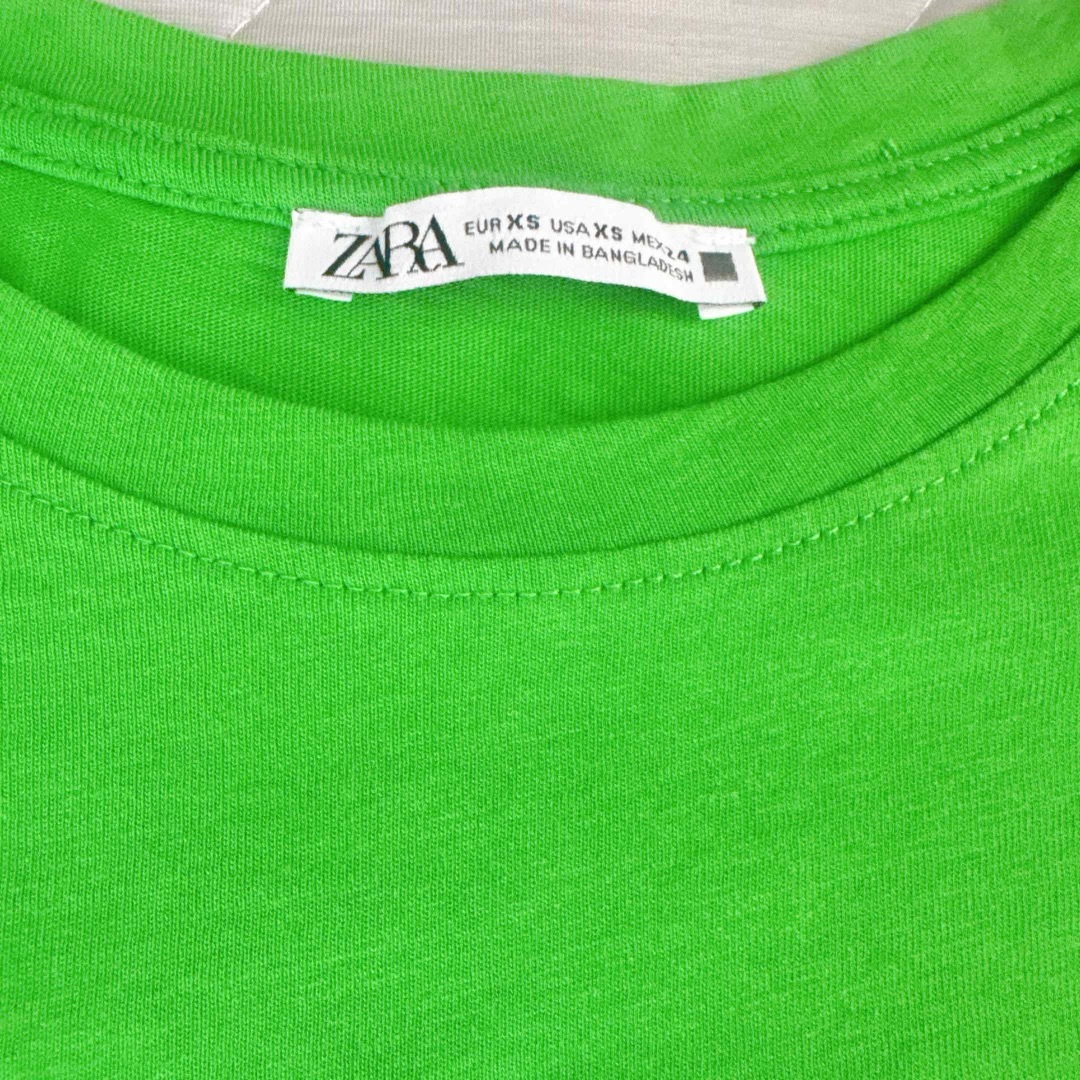 ZARA
EUR XS USA XS MEX 24
MADE IN BANGLADESH